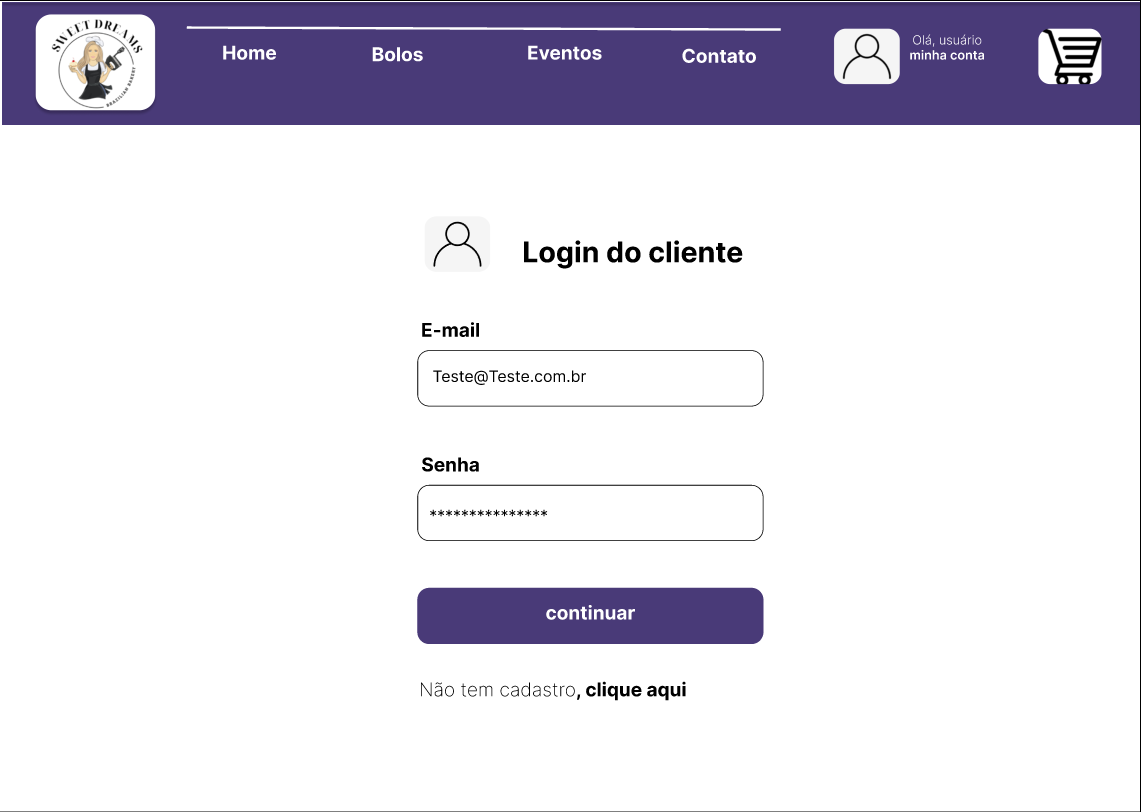 SWEET DREAMS
BRAZILIAN BAKERY
Home
Bolos
Eventos
Contato
Olá, usuário
minha conta
Login do cliente
E-mail
Teste@Teste.com.br
Senha
***************
continuar
Não tem cadastro, clique aqui